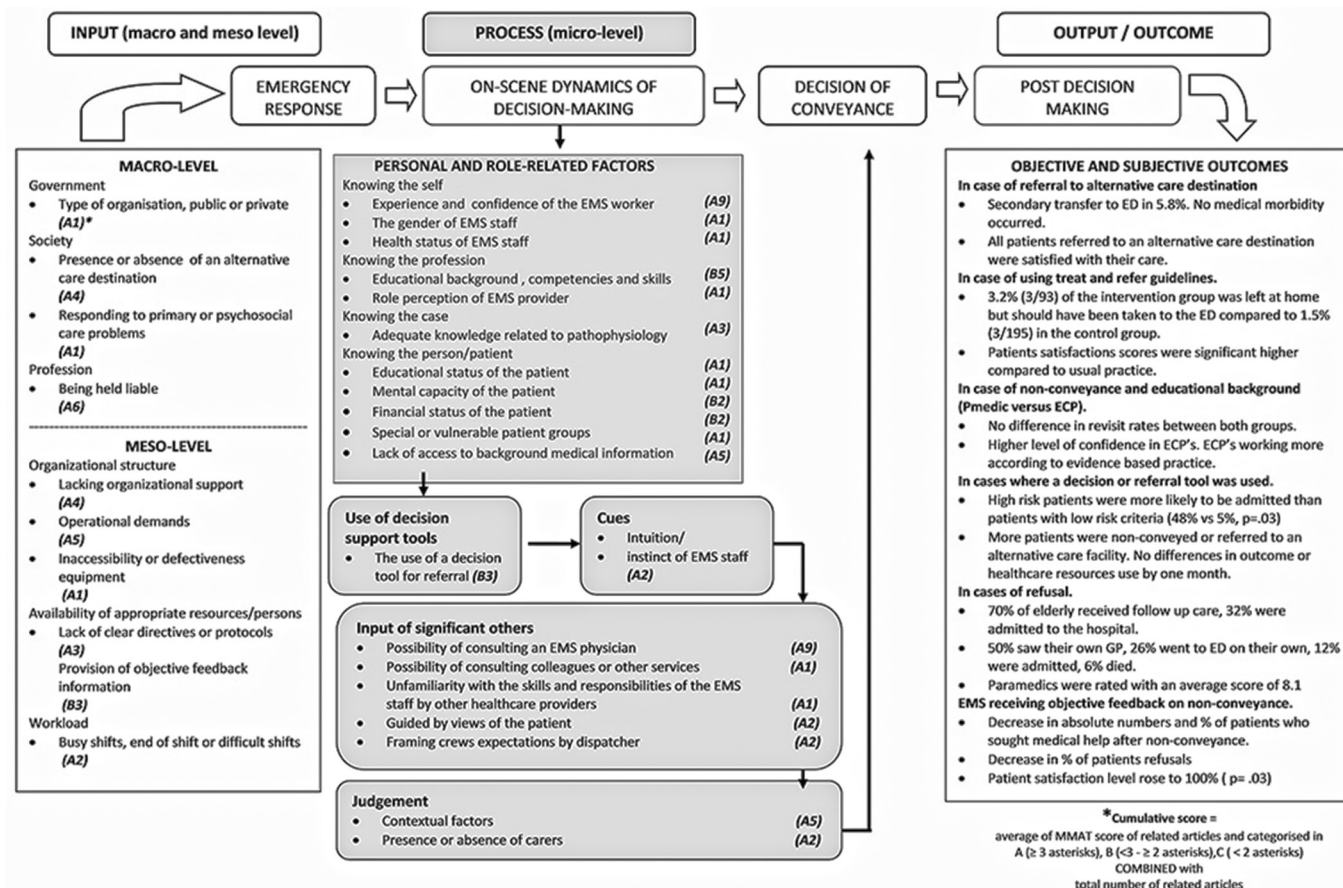 INPUT (macro and meso level)
PROCESS (micro-level)
OUTPUT / OUTCOME
EMERGENCY
RESPONSE
ON-SCENE DYNAMICS OF
DECISION-MAKING
DECISION OF
CONVEYANCE
POST DECISION
MAKING
MACRO-LEVEL
Government
• Type of organisation, public or private
(A1)*
Society
• Presence or absence of an alternative
care destination
(A4)
• Responding to primary or psychosocial
care problems
(A1)
Profession
• Being held liable
(A6)
MESO-LEVEL
Organizational structure
• Lacking organizational support
(A4)
• Operational demands
(A5)
• Inaccessibility or defectiveness
equipment
(A1)
Availability of appropriate resources/persons
• Lack of clear directives or protocols
(A3)
Provision of objective feedback
information
(B3)
Workload
• Busy shifts, end of shift or difficult shifts
(A2)
PERSONAL AND ROLE-RELATED FACTORS
Knowing the self
• Experience and confidence of the EMS worker (A9)
• The gender of EMS staff (A1)
• Health status of EMS staff (A1)
Knowing the profession
• Educational background , competencies and skills (B5)
• Role perception of EMS provider (A1)
Knowing the case
• Adequate knowledge related to pathophysiology (A3)
Knowing the person/patient
• Educational status of the patient (A1)
• Mental capacity of the patient (A1)
• Financial status of the patient (B2)
• Special or vulnerable patient groups (B2)
(A1)
• Lack of access to background medical information (A5)
Use of decision
support tools
• The use of a decision
tool for referral (B3)
Cues
• Intuition/
• instinct of EMS staff
(A2)
Input of significant others
• Possibility of consulting an EMS physician (A9)
• Possibility of consulting colleagues or other services (A1)
• Unfamiliarity with the skills and responsibilities of the EMS
staff by other healthcare providers (A1)
• Guided by views of the patient (A2)
• Framing crews expectations by dispatcher (A2)
Judgement
• Contextual factors (A5)
• Presence or absence of carers (A2)
OBJECTIVE AND SUBJECTIVE OUTCOMES
In case of referral to alternative care destination
• Secondary transfer to ED in 5.8%. No medical morbidity
occurred.
• All patients referred to an alternative care destination
were satisfied with their care.
In case of using treat and refer guidelines.
• 3.2% (3/93) of the intervention group was left at home
but should have been taken to the ED compared to 1.5%
(3/195) in the control group.
• Patients satisfactions scores were significant higher
compared to usual practice.
In case of non-conveyance and educational background
(Pmedic versus ECP).
• No difference in revisit rates between both groups.
• Higher level of confidence in ECP's. ECP's working more
according to evidence based practice.
In cases where a decision or referral tool was used.
• High risk patients were more likely to be admitted than
patients with low risk criteria (48% vs 5%, p=.03)
• More patients were non-conveyed or referred to an
alternative care facility. No differences in outcome or
healthcare resources use by one month.
In cases of refusal.
• 70% of elderly received follow up care, 32% were
admitted to the hospital.
• 50% saw their own GP, 26% went to ED on their own, 12%
were admitted, 6% died.
• Paramedics were rated with an average score of 8.1
EMS receiving objective feedback on non-conveyance.
• Decrease in absolute numbers and % of patients who
sought medical help after non-conveyance.
• Decrease in % of patients refusals
• Patient satisfaction level rose to 100% ( p= .03)
*Cumulative score =
average of MMAT score of related articles and categorised in
A (≥ 3 asterisks), B (<3 - ≥ 2 asterisks),C ( < 2 asterisks)
COMBINED with
total number of related articles